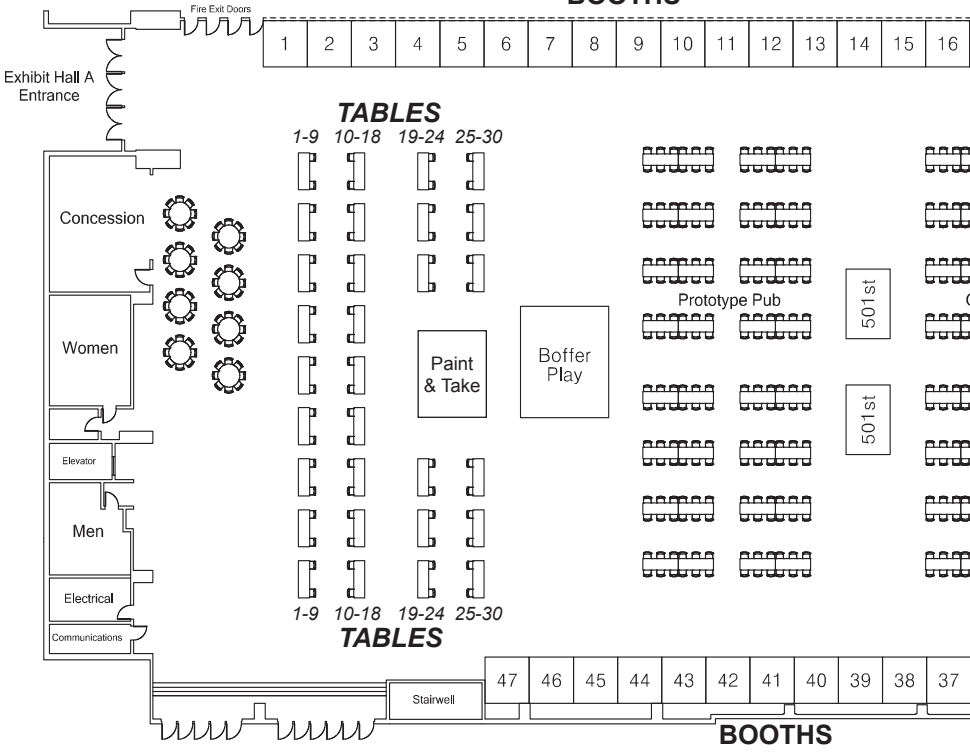 BOOTHS
Fire Exit Doors
1 2 3 4 5 6 7 8 9 10 11 12 13 14 15 16
Exhibit Hall A
Entrance
TABLES
1-9 10-18 19-24 25-30
Concession
501st
Prototype Pub
Women
Paint
& Take
Boffer
Play
501st
Elevator
Men
Electrical
1-9 10-18 19-24 25-30
Communications
TABLES
47 46 45 44 43 42 41 40 39 38 37
Stairwell
BOOTHS